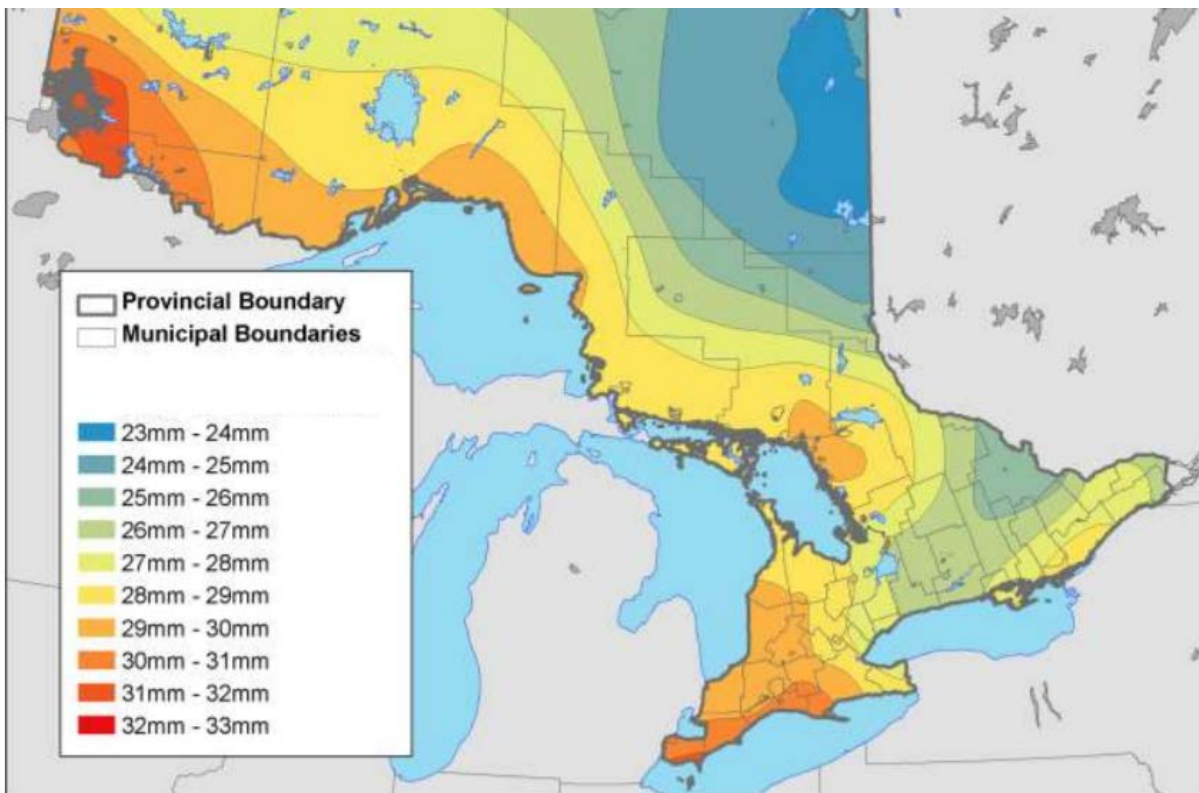 Provincial Boundary
Municipal Boundaries
23mm - 24mm
24mm - 25mm
25mm - 26mm
26mm - 27mm
27mm - 28mm
28mm - 29mm
29mm - 30mm
30mm - 31mm
31mm - 32mm
32mm - 33mm